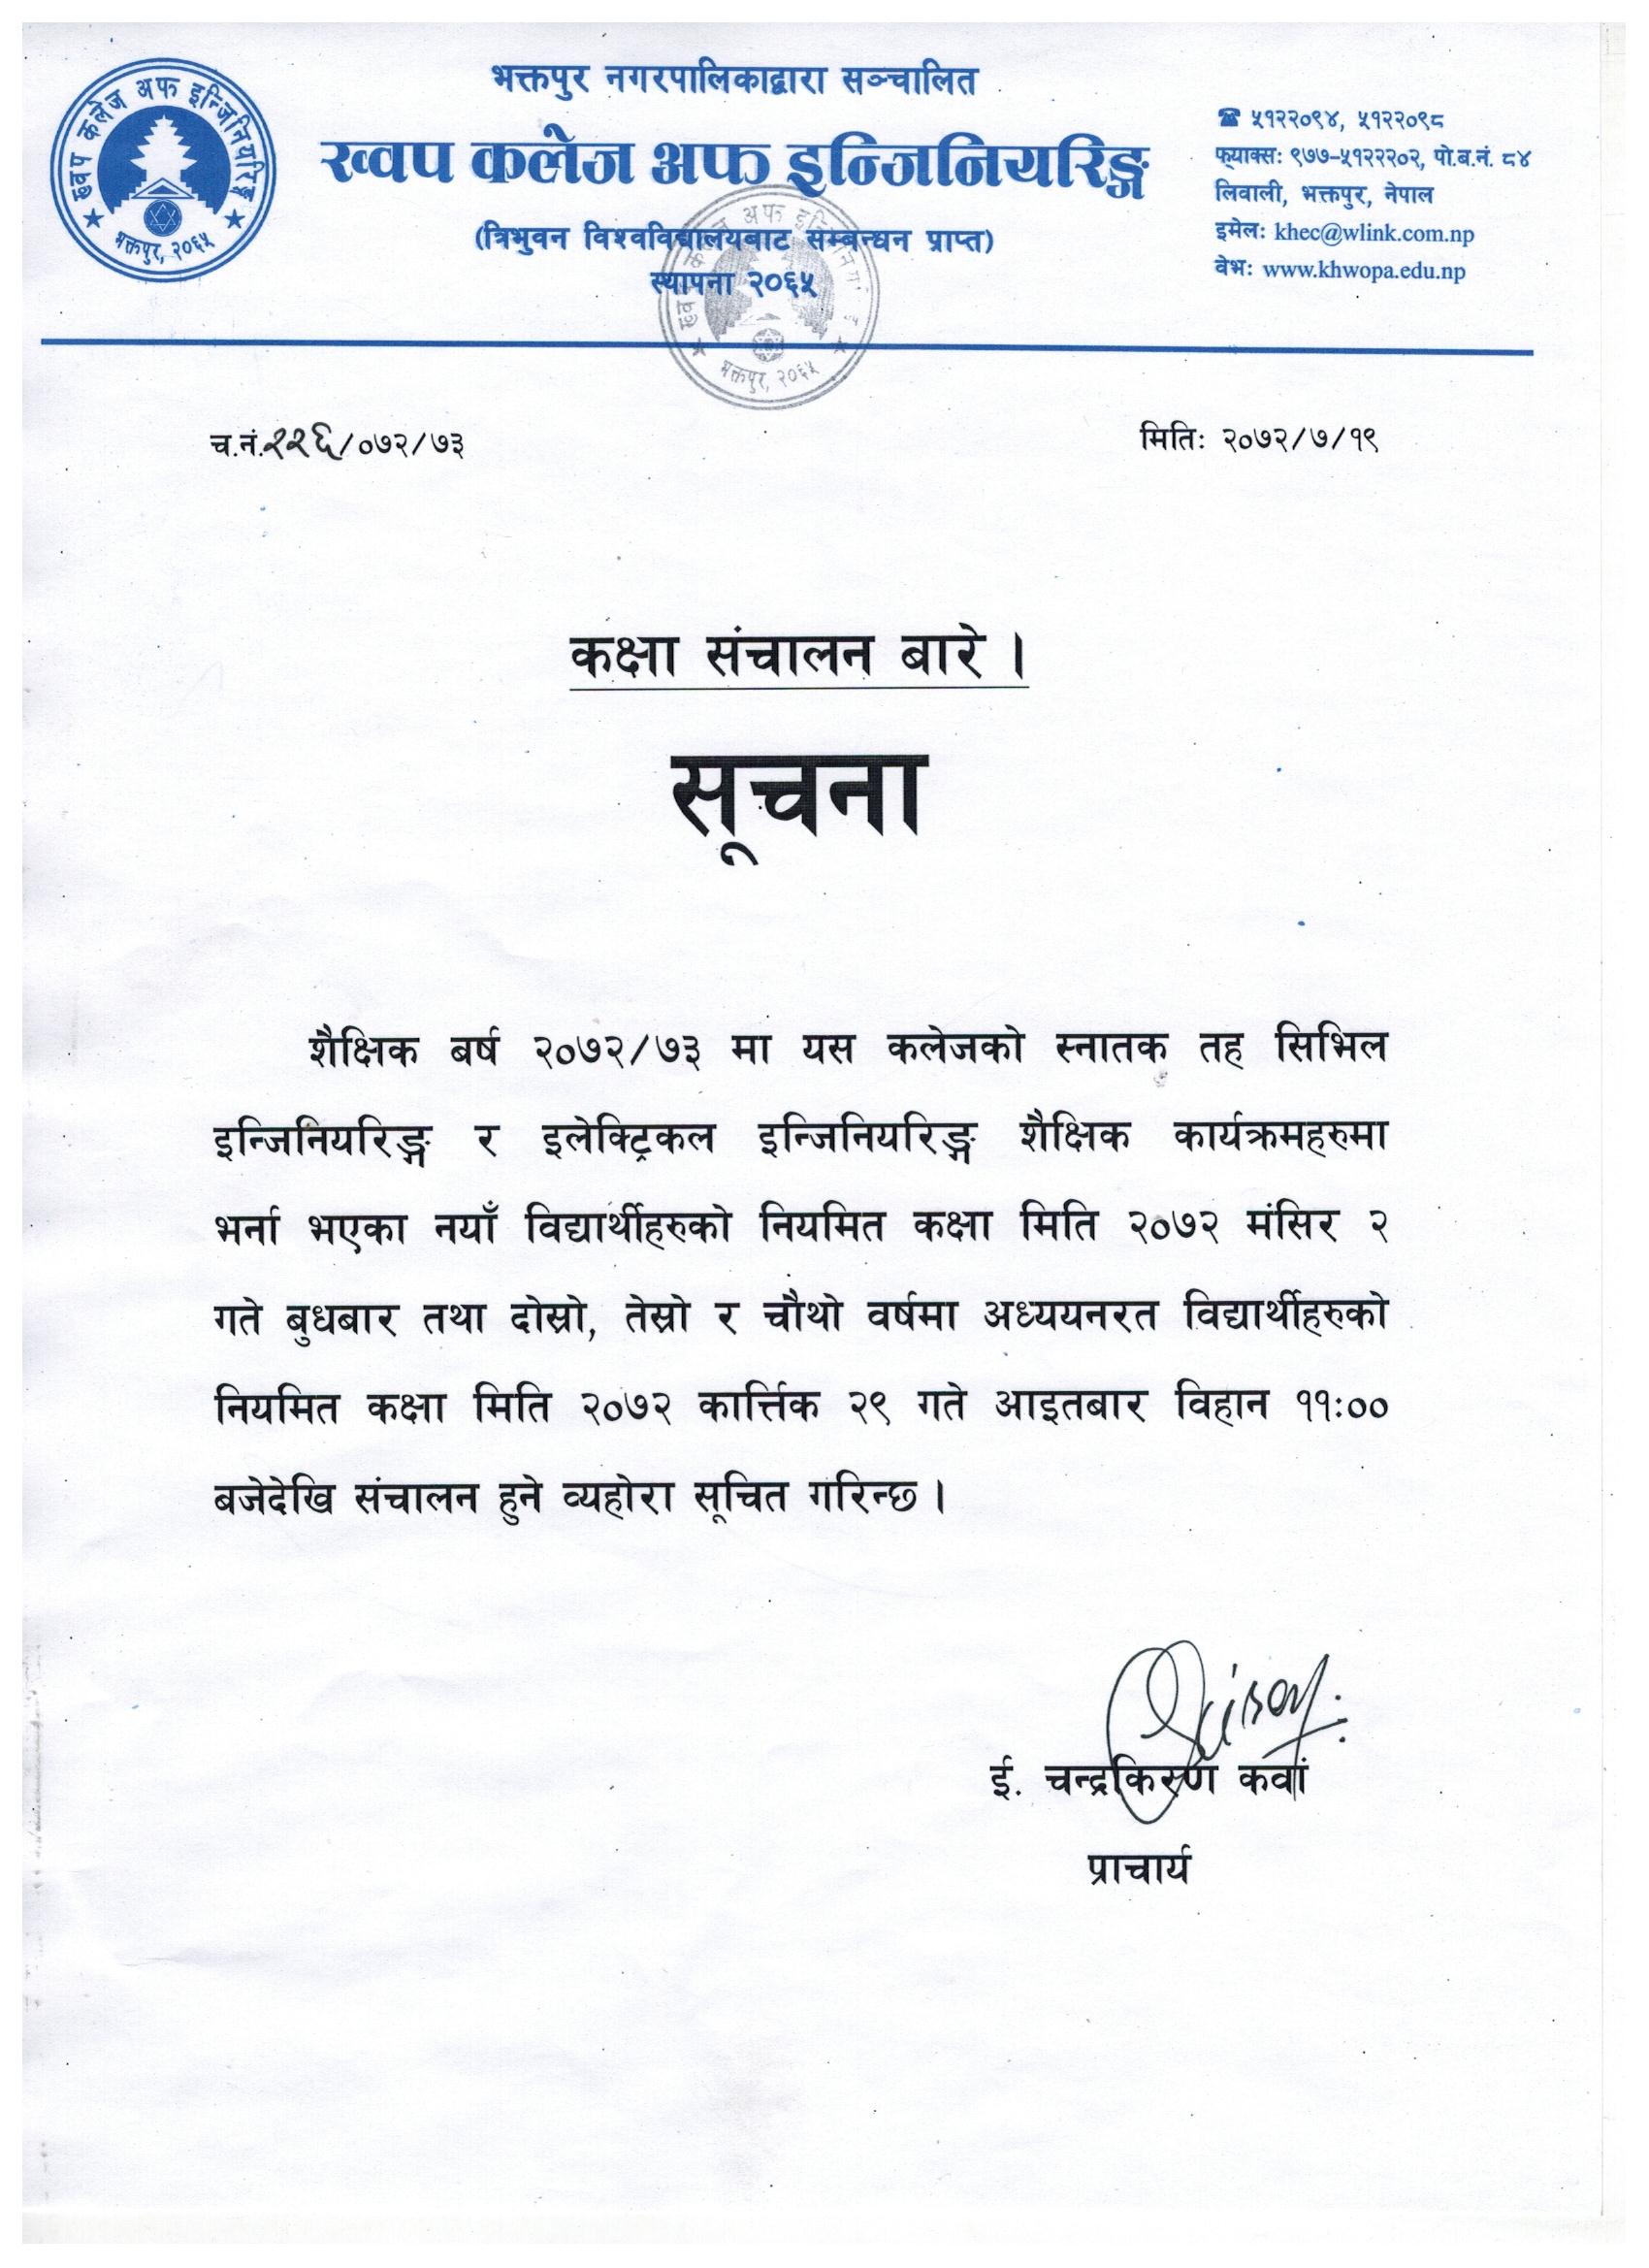 ख्वप कलेज अफ इन्जिनियरिङ्ग
भक्तपुर, २०६५
भक्तपुर नगरपालिकाद्वारा सञ्चालित
ख्वप कलेज अफ इन्जिनियरिङ्ग
(त्रिभुवन विश्वविद्यालयबाट सम्बन्धन प्राप्त)
स्थापना २०६५
☎ ५१२२०९४, ५१२२०९८
फ्याक्सः ९७७-५१२२२०२, पो.ब.नं. ८४
लिवाली, भक्तपुर, नेपाल
इमेलः khec@wlink.com.np
वेभः www.khwopa.edu.np
भक्तपुर, २०६५
च.नं.२२६/०७२/७३
मितिः २०७२/७/१९
कक्षा संचालन बारे ।
सूचना
शैक्षिक बर्ष २०७२/७३ मा यस कलेजको स्नातक तह सिभिल
इन्जिनियरिङ्ग र इलेक्ट्रिकल इन्जिनियरिङ्ग शैक्षिक कार्यक्रमहरुमा
भर्ना भएका नयाँ विद्यार्थीहरुको नियमित कक्षा मिति २०७२ मंसिर २
गते बुधबार तथा दोस्रो, तेस्रो र चौथो वर्षमा अध्ययनरत विद्यार्थीहरुको
नियमित कक्षा मिति २०७२ कार्त्तिक २९ गते आइतबार विहान ११:००
बजेदेखि संचालन हुने व्यहोरा सूचित गरिन्छ ।
ई. चन्द्रकिरण कवां
प्राचार्य